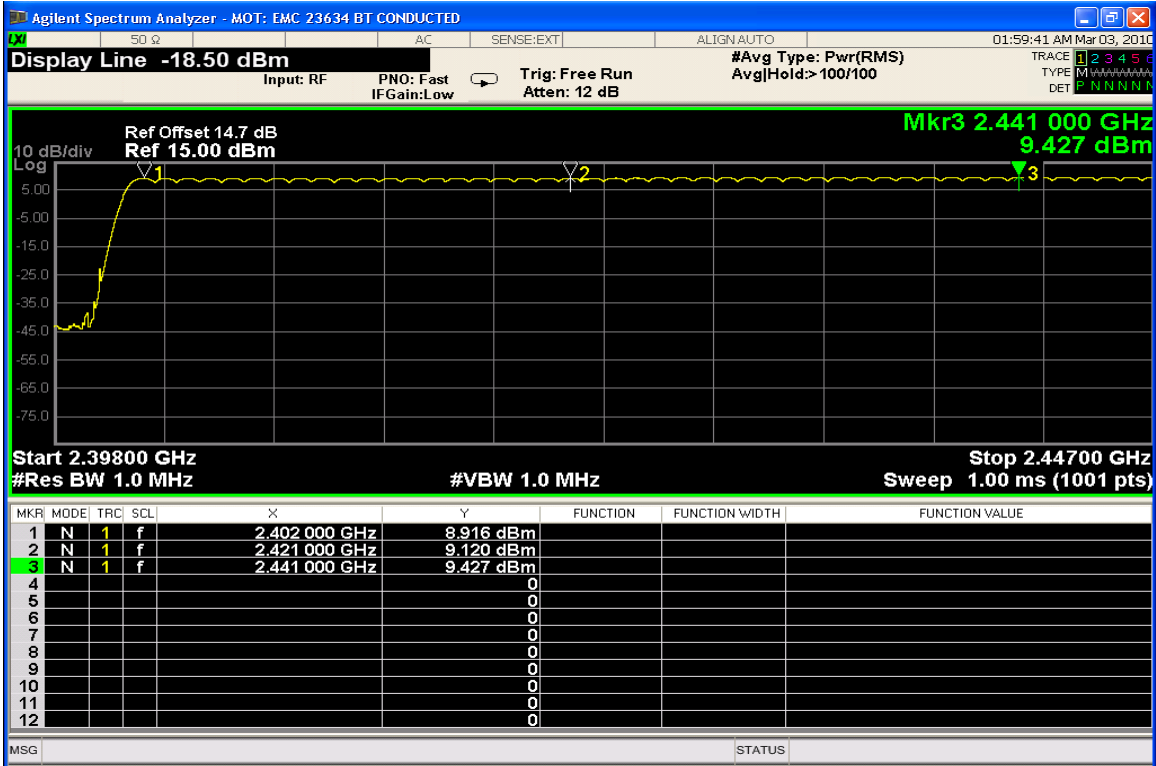 Agilent Spectrum Analyzer - MOT: EMC 23634 BT CONDUCTED
LXI 50 Ω AC SENSE:EXT ALIGNAUTO 01:59:41 AM Mar 03, 2010
Display Line -18.50 dBm
Input: RF PNO: Fast Trig: Free Run #Avg Type: Pwr(RMS) TRACE 1 2 3 4 5 6
IFGain:Low Atten: 12 dB Avg|Hold:>100/100 TYPE M
DET P N N N N N
Mkr3 2.441 000 GHz
9.427 dBm
Ref Offset 14.7 dB
10 dB/div Ref 15.00 dBm
Log
1 2 3
5.00
-5.00
-15.0
-25.0
-35.0
-45.0
-55.0
-65.0
-75.0
Start 2.39800 GHz Stop 2.44700 GHz
#Res BW 1.0 MHz #VBW 1.0 MHz Sweep 1.00 ms (1001 pts)
MKR MODE TRC SCL X Y FUNCTION FUNCTION WIDTH FUNCTION VALUE
1 N 1 f 2.402 000 GHz 8.916 dBm
2 N 1 f 2.421 000 GHz 9.120 dBm
3 N 1 f 2.441 000 GHz 9.427 dBm
4 0
5 0
6 0
7 0
8 0
9 0
10 0
11 0
12 0
MSG STATUS